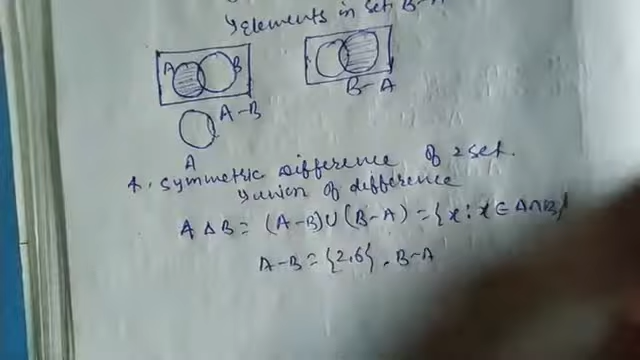 Elements in set B-A
A B
A-B
B-A
A
4. Symmetric Difference of 2 set.
union of difference
A Δ B = (A-B)∪(B-A) = {x : x ∈ A∩B}
A-B = {2,6} . B-A